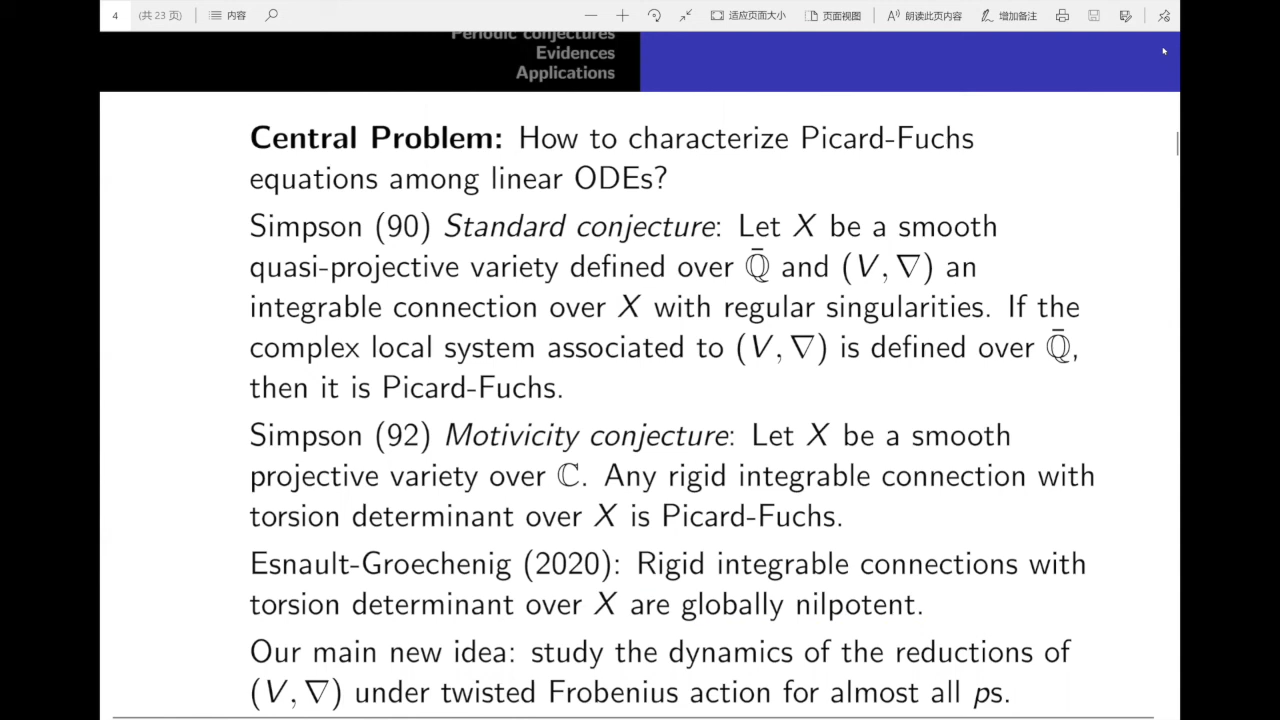 4 (共 23 页) 内容 适应页面大小 页面视图 A 朗读此页内容 增加备注
Periodic conjectures
Evidences
Applications
Central Problem: How to characterize Picard-Fuchs
equations among linear ODEs?
Simpson (90) Standard conjecture: Let X be a smooth
quasi-projective variety defined over ℚ̄ and (V, ∇) an
integrable connection over X with regular singularities. If the
complex local system associated to (V, ∇) is defined over ℚ̄,
then it is Picard-Fuchs.
Simpson (92) Motivicity conjecture: Let X be a smooth
projective variety over ℂ. Any rigid integrable connection with
torsion determinant over X is Picard-Fuchs.
Esnault-Groechenig (2020): Rigid integrable connections with
torsion determinant over X are globally nilpotent.
Our main new idea: study the dynamics of the reductions of
(V, ∇) under twisted Frobenius action for almost all ps.